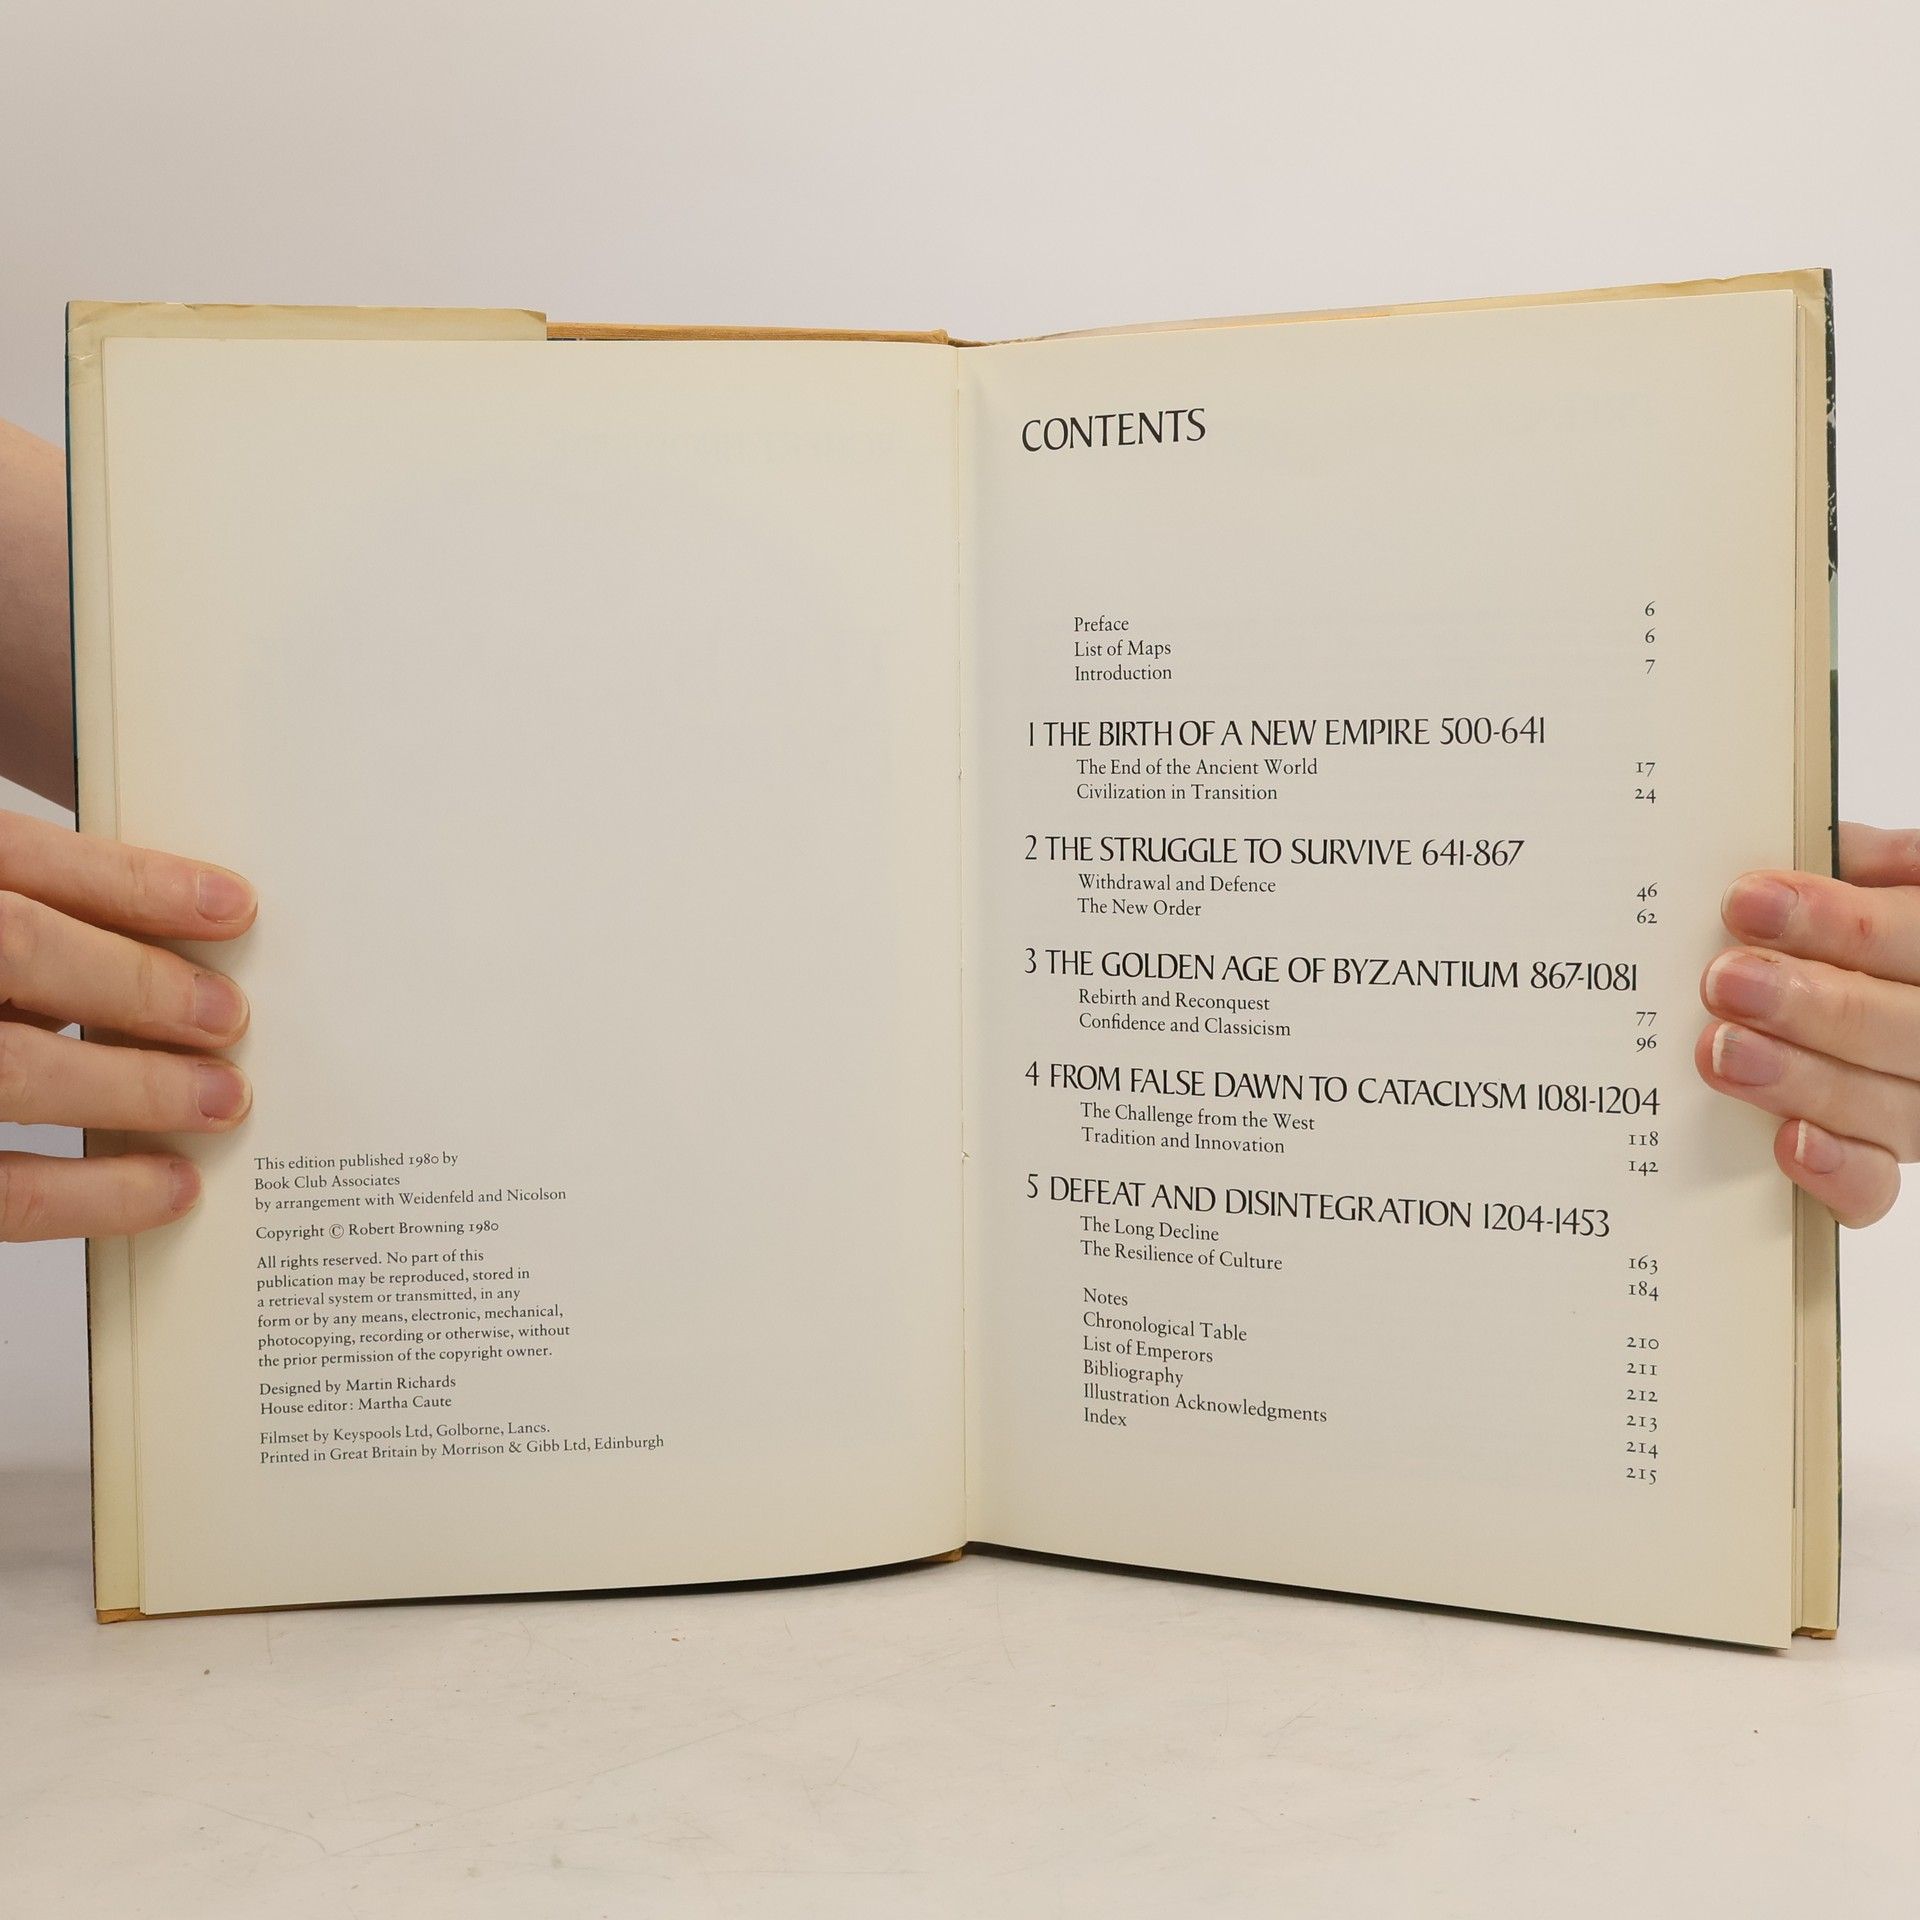 This edition published 1980 by
Book Club Associates
by arrangement with Weidenfeld and Nicolson
Copyright © Robert Browning 1980
All rights reserved. No part of this
publication may be reproduced, stored in
a retrieval system or transmitted, in any
form or by any means, electronic, mechanical,
photocopying, recording or otherwise, without
the prior permission of the copyright owner.
Designed by Martin Richards
House editor: Martha Caute
Filmset by Keyspools Ltd, Golborne, Lancs.
Printed in Great Britain by Morrison & Gibb Ltd, Edinburgh
CONTENTS
Preface 6
List of Maps 6
Introduction 7
1 THE BIRTH OF A NEW EMPIRE 500-641
The End of the Ancient World 17
Civilization in Transition 24
2 THE STRUGGLE TO SURVIVE 641-867
Withdrawal and Defence 46
The New Order 62
3 THE GOLDEN AGE OF BYZANTIUM 867-1081
Rebirth and Reconquest 77
Confidence and Classicism 96
4 FROM FALSE DAWN TO CATACLYSM 1081-1204
The Challenge from the West 118
Tradition and Innovation 142
5 DEFEAT AND DISINTEGRATION 1204-1453
The Long Decline 163
The Resilience of Culture 184
Notes 210
Chronological Table 211
List of Emperors 212
Bibliography 213
Illustration Acknowledgments 214
Index 215